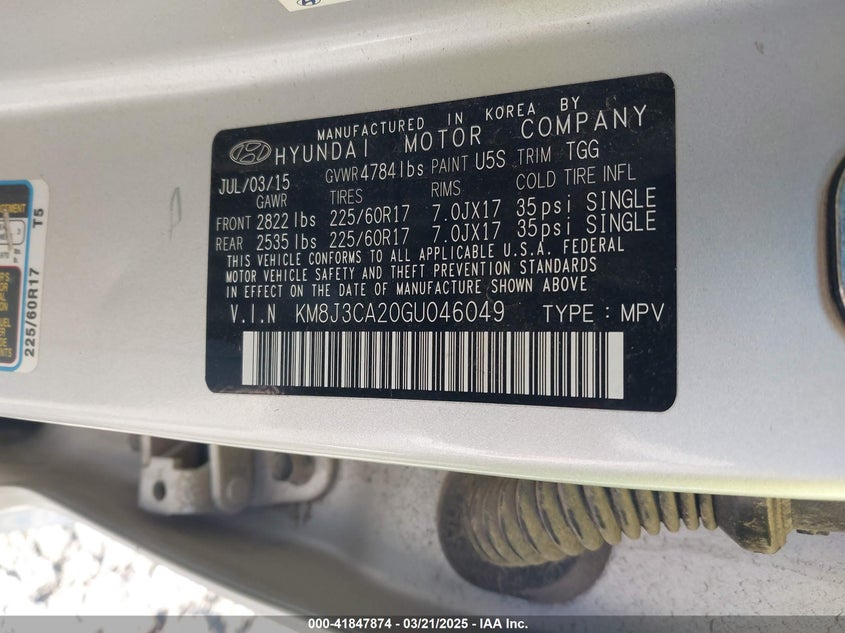 MANUFACTURED IN KOREA BY
HYUNDAI MOTOR COMPANY
JUL/03/15 GVWR 4784lbs PAINT U5S TRIM TGG
GAWR TIRES RIMS COLD TIRE INFL
FRONT 2822 lbs 225/60R17 7.0JX17 35psi SINGLE
REAR 2535 lbs 225/60R17 7.0JX17 35psi SINGLE
THIS VEHICLE CONFORMS TO ALL APPLICABLE U.S.A. FEDERAL
MOTOR VEHICLE SAFETY AND THEFT PREVENTION STANDARDS
IN EFFECT ON THE DATE OF MANUFACTURE SHOWN ABOVE.
V.I.N KM8J3CA20GU046049 TYPE : MPV
225/60R17 T5
000-41847874 / 03/21/2025 - IAA Inc.